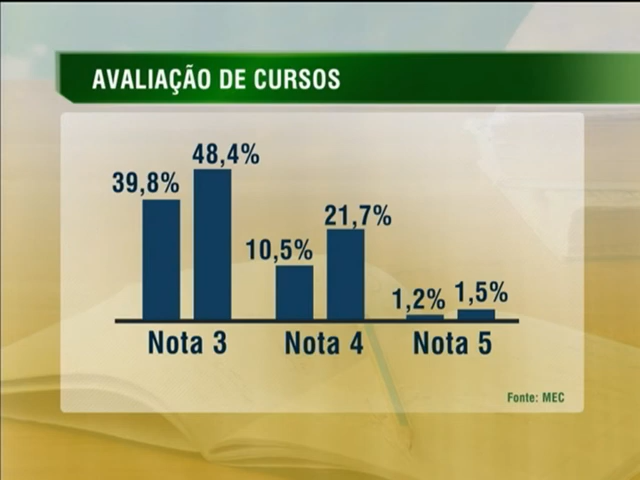 AVALIAÇÃO DE CURSOS
48,4%
39,8%
21,7%
10,5%
1,2%
1,5%
Nota 3
Nota 4
Nota 5
Fonte: MEC